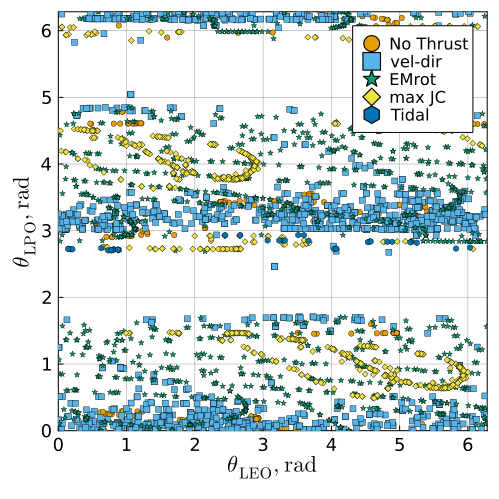 6
5
4
3
2
1
0
θLPO, rad
No Thrust
vel-dir
EMrot
max JC
Tidal
0 1 2 3 4 5 6
θLEO, rad